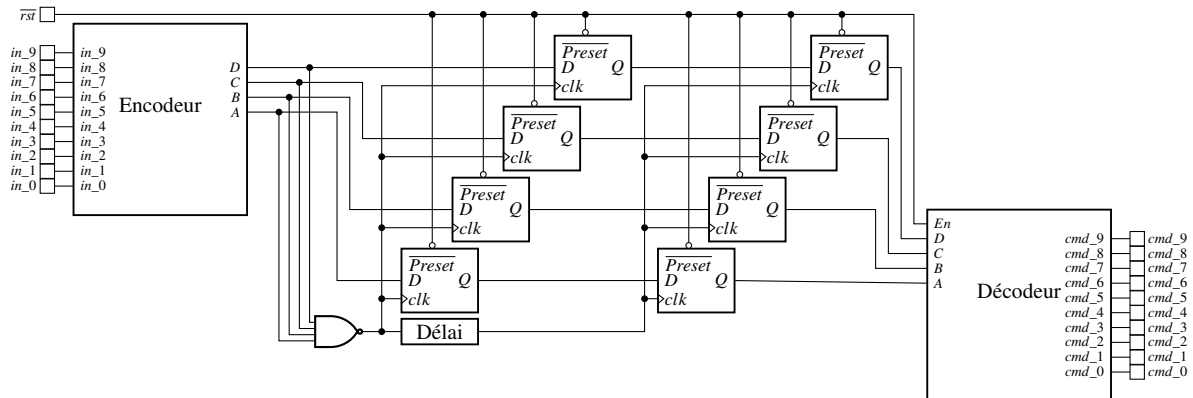 rst
in_9 in_9
in_8 in_8
in_7 in_7
in_6 in_6
in_5 in_5
in_4 in_4
in_3 in_3
in_2 in_2
in_1 in_1
in_0 in_0
Encodeur
D
C
B
A
Preset
D Q
clk
Preset
D Q
clk
Preset
D Q
clk
Preset
D Q
clk
Preset
D Q
clk
Preset
D Q
clk
Preset
D Q
clk
Preset
D Q
clk
Délai
En
D
C
B
A
Décodeur
cmd_9 cmd_9
cmd_8 cmd_8
cmd_7 cmd_7
cmd_6 cmd_6
cmd_5 cmd_5
cmd_4 cmd_4
cmd_3 cmd_3
cmd_2 cmd_2
cmd_1 cmd_1
cmd_0 cmd_0